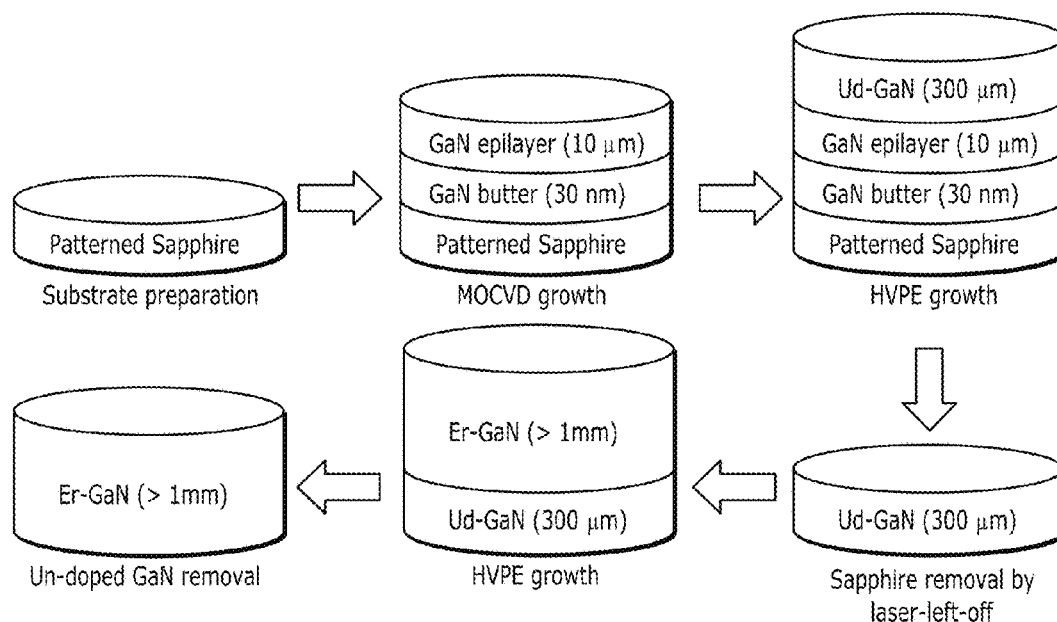 Patterned Sapphire
Substrate preparation
GaN epilayer (10 μm)
GaN butter (30 nm)
Patterned Sapphire
MOCVD growth
Ud-GaN (300 μm)
GaN epilayer (10 μm)
GaN butter (30 nm)
Patterned Sapphire
HVPE growth
Ud-GaN (300 μm)
Sapphire removal by
laser-left-off
Er-GaN (> 1mm)
Ud-GaN (300 μm)
HVPE growth
Er-GaN (> 1mm)
Un-doped GaN removal